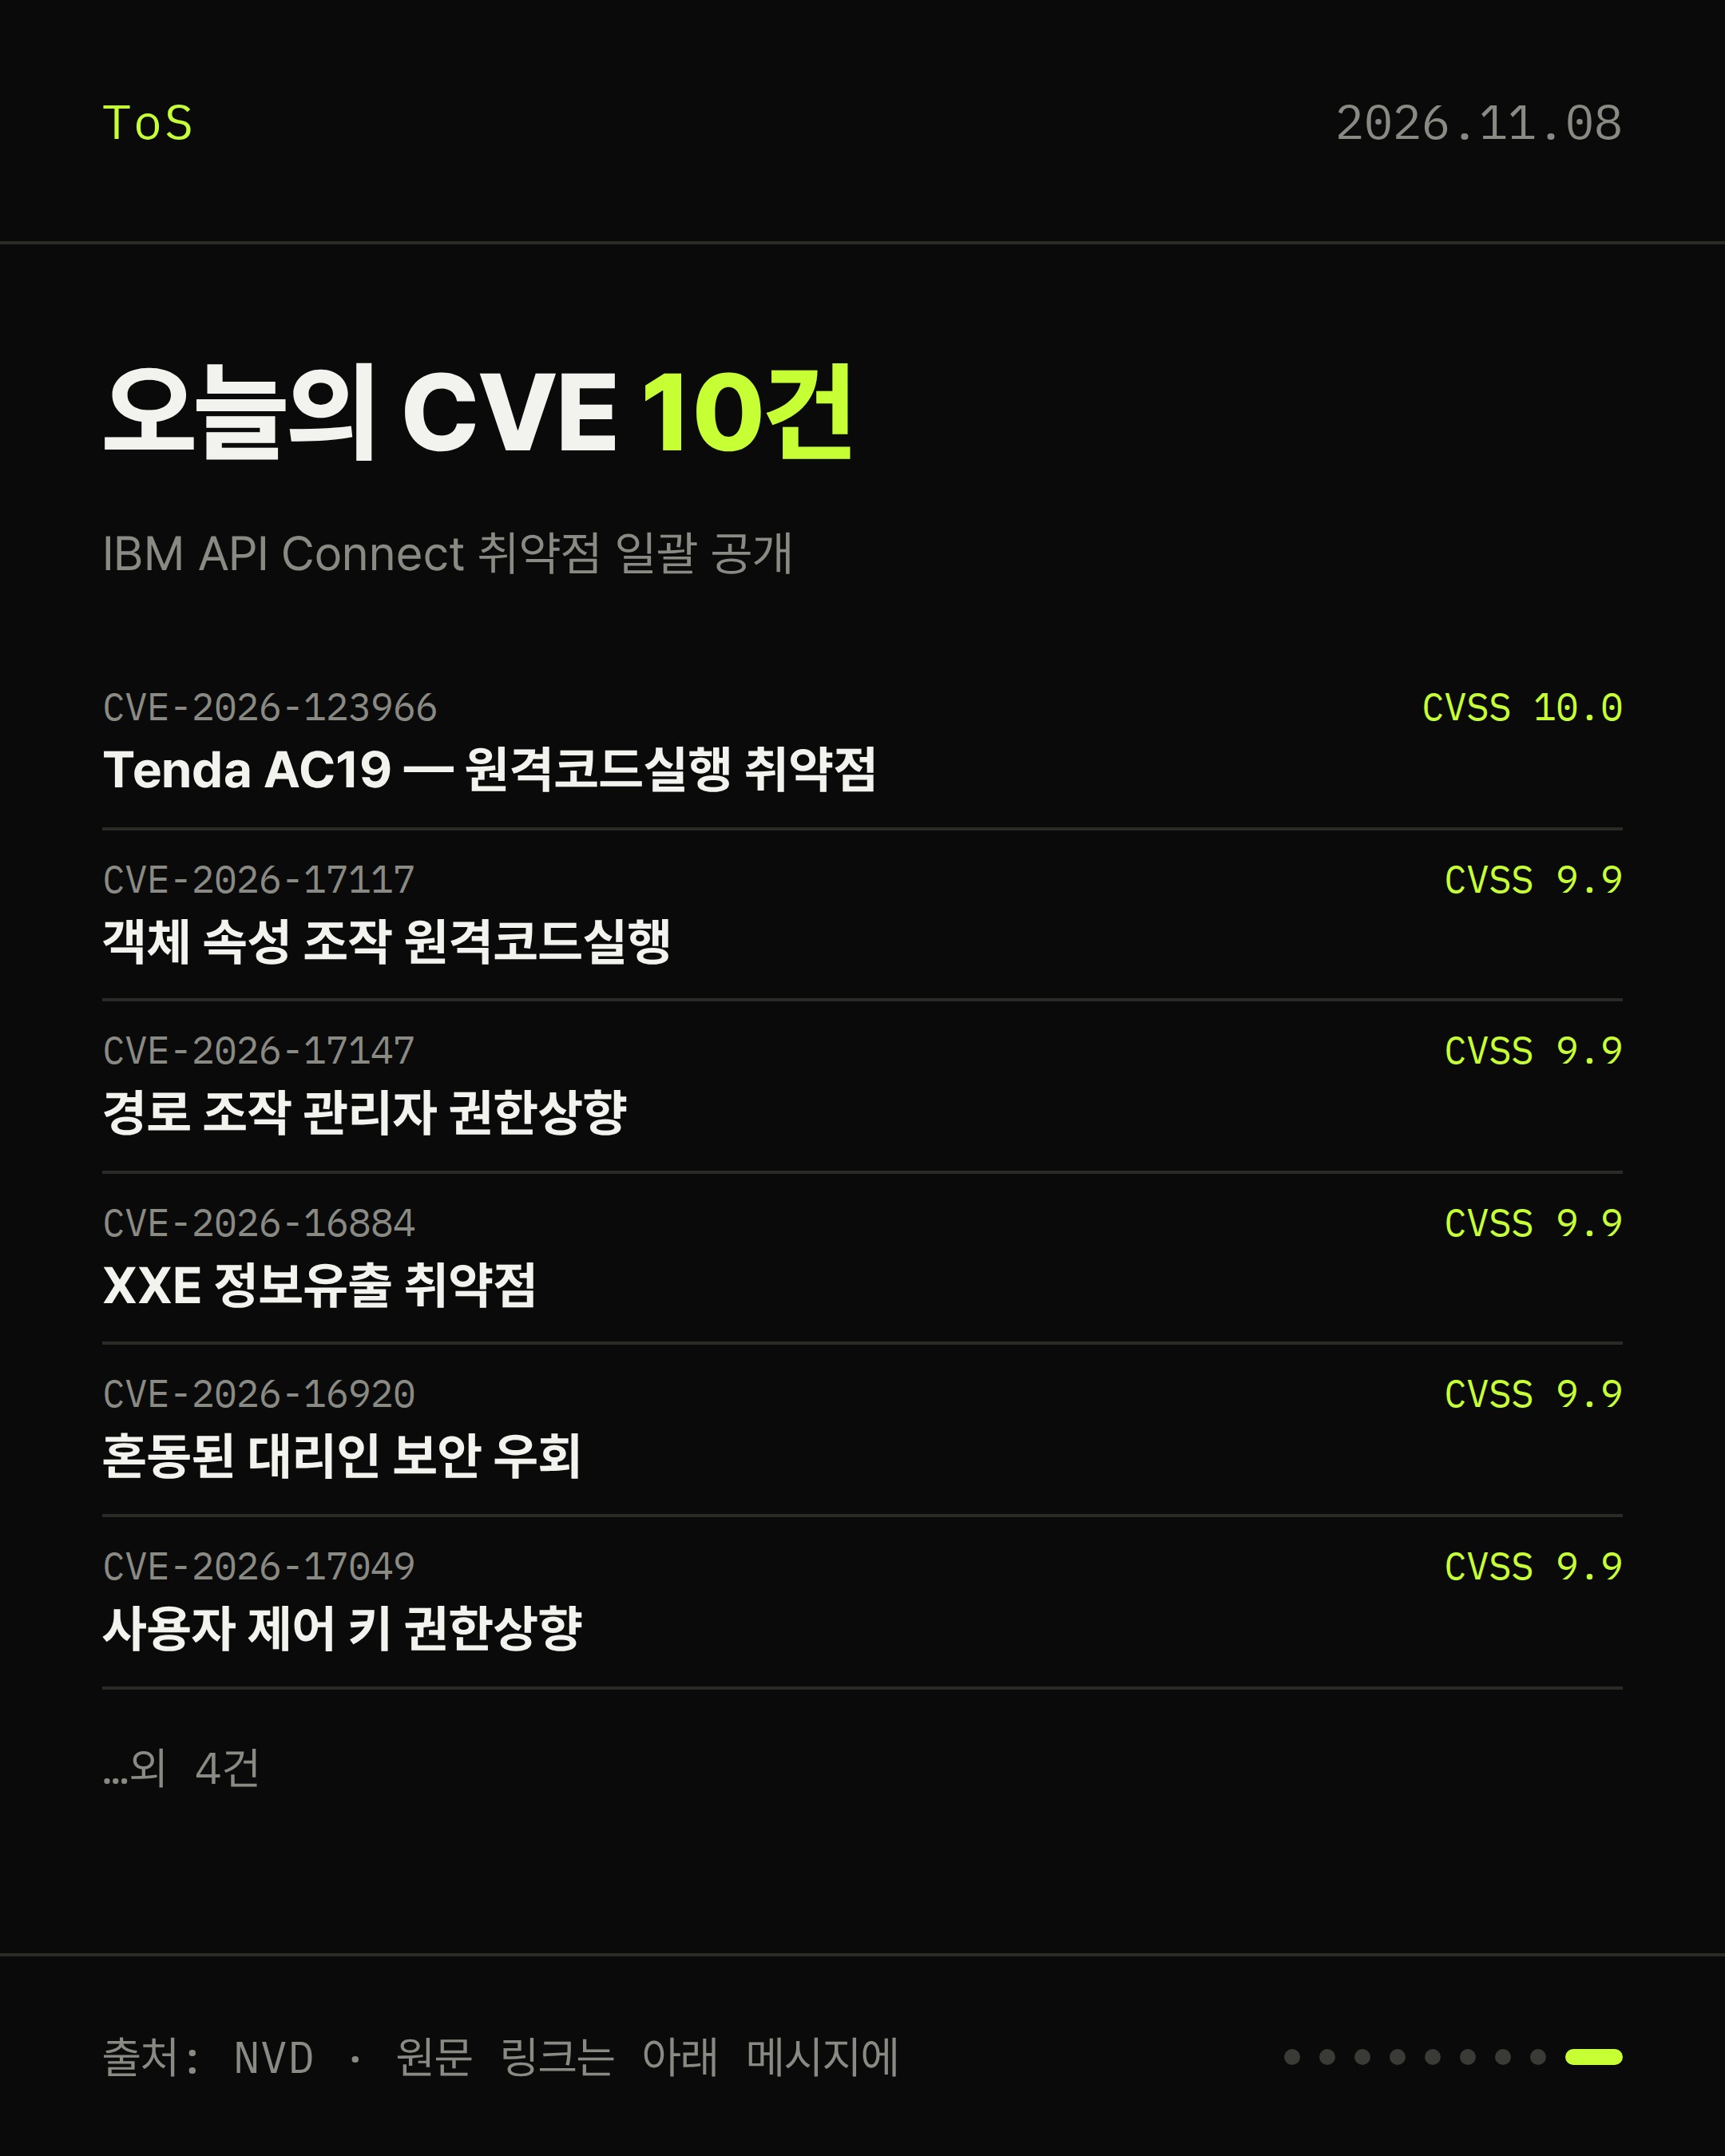 ToS
2026.11.08
오늘의 CVE 10건
IBM API Connect 취약점 일괄 공개
CVE-2026-123966
CVSS 10.0
Tenda AC19 — 원격코드실행 취약점
CVE-2026-17117
CVSS 9.9
객체 속성 조작 원격코드실행
CVE-2026-17147
CVSS 9.9
경로 조작 관리자 권한상향
CVE-2026-16884
CVSS 9.9
XXE 정보유출 취약점
CVE-2026-16920
CVSS 9.9
혼동된 대리인 보안 우회
CVE-2026-17049
CVSS 9.9
사용자 제어 키 권한상향
…외 4건
출처: NVD · 원문 링크는 아래 메시지에